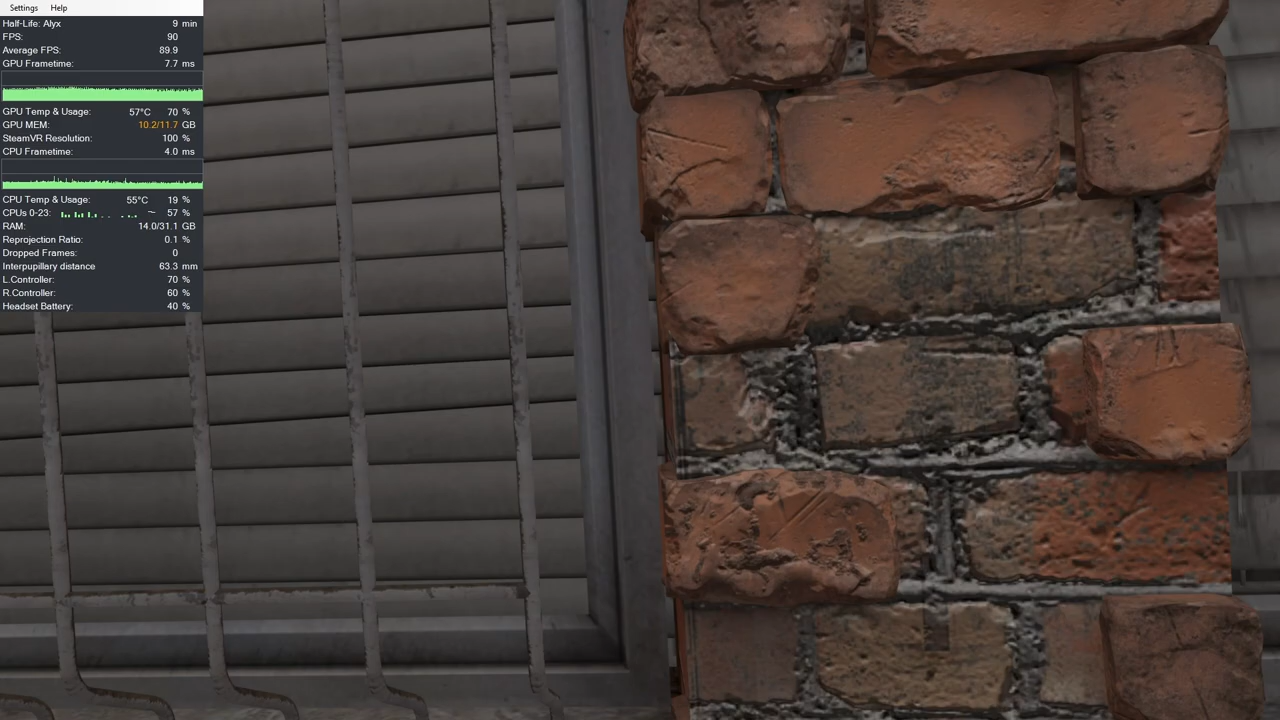 Settings Help
Half-Life: Alyx 9 min
FPS: 90
Average FPS: 89.9
GPU Frametime: 7.7 ms
GPU Temp & Usage: 57°C 70 %
GPU MEM: 10.2/11.7 GB
SteamVR Resolution: 100 %
CPU Frametime: 4.0 ms
CPU Temp & Usage: 55°C 19 %
CPUs 0-23: 57 %
RAM: 14.0/31.1 GB
Reprojection Ratio: 0.1 %
Dropped Frames: 0
Interpupillary distance 63.3 mm
L.Controller: 70 %
R.Controller: 60 %
Headset Battery: 40 %